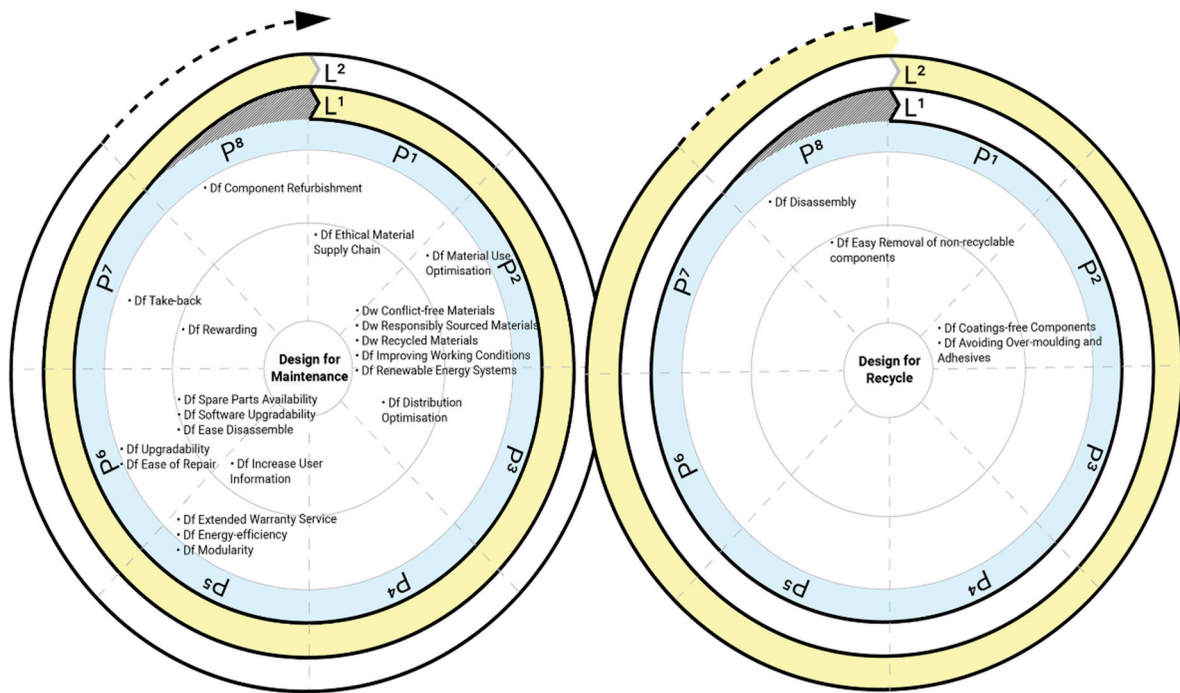 L²
L¹
P⁸
P¹
• Df Component Refurbishment
• Df Ethical Material
Supply Chain
• Df Material Use
Optimisation
P²
P⁷
• Df Take-back
• Df Rewarding
• Dw Conflict-free Materials
• Dw Responsibly Sourced Materials
• Dw Recycled Materials
• Df Improving Working Conditions
• Df Renewable Energy Systems
Design for
Maintenance
• Df Distribution
Optimisation
• Df Spare Parts Availability
• Df Software Upgradability
• Df Ease Disassemble
• Df Upgradability
• Df Ease of Repair
P⁶
• Df Increase User
Information
P³
• Df Extended Warranty Service
• Df Energy-efficiency
• Df Modularity
P⁵
P⁴
L²
L¹
P⁸
P¹
• Df Disassembly
• Df Easy Removal of non-recyclable
components
P⁷
P²
• Df Coatings-free Components
• Df Avoiding Over-moulding and
Adhesives
Design for
Recycle
P⁶
P³
P⁵
P⁴